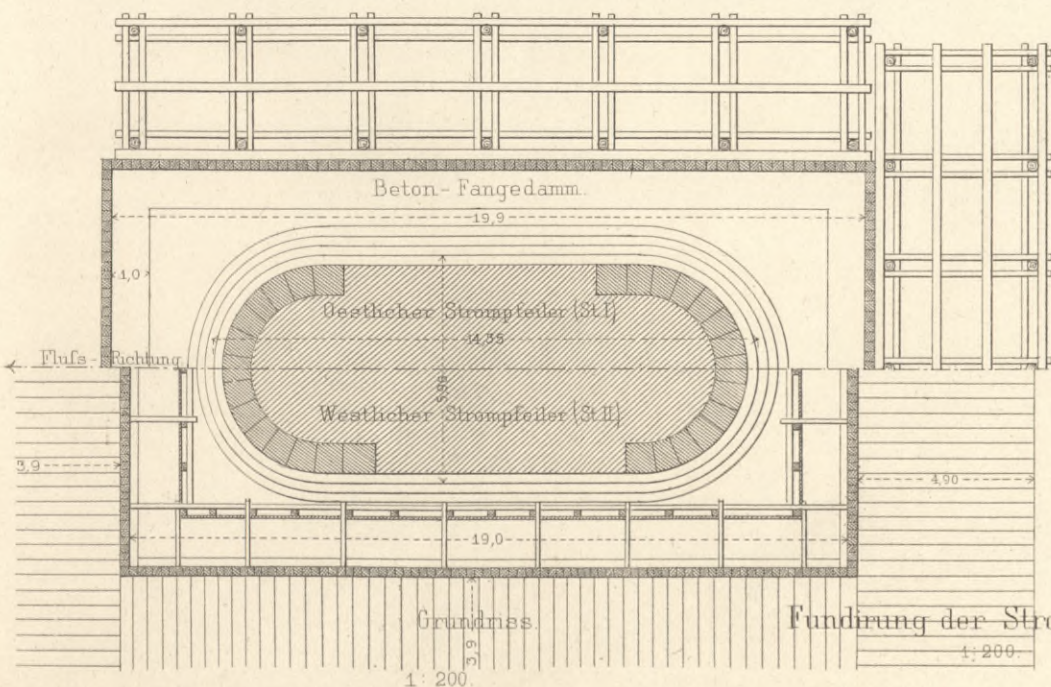 Beton-Fangedamm.
19,9
1,0
Oestlicher Strompfeiler (St.I)
14,35
Flufs-Richtung
5,99
Westlicher Strompfeiler (St.II)
3,9
4,90
19,0
Grundriss.
3,9
1:200.
Fundirung der Stro
1:200.